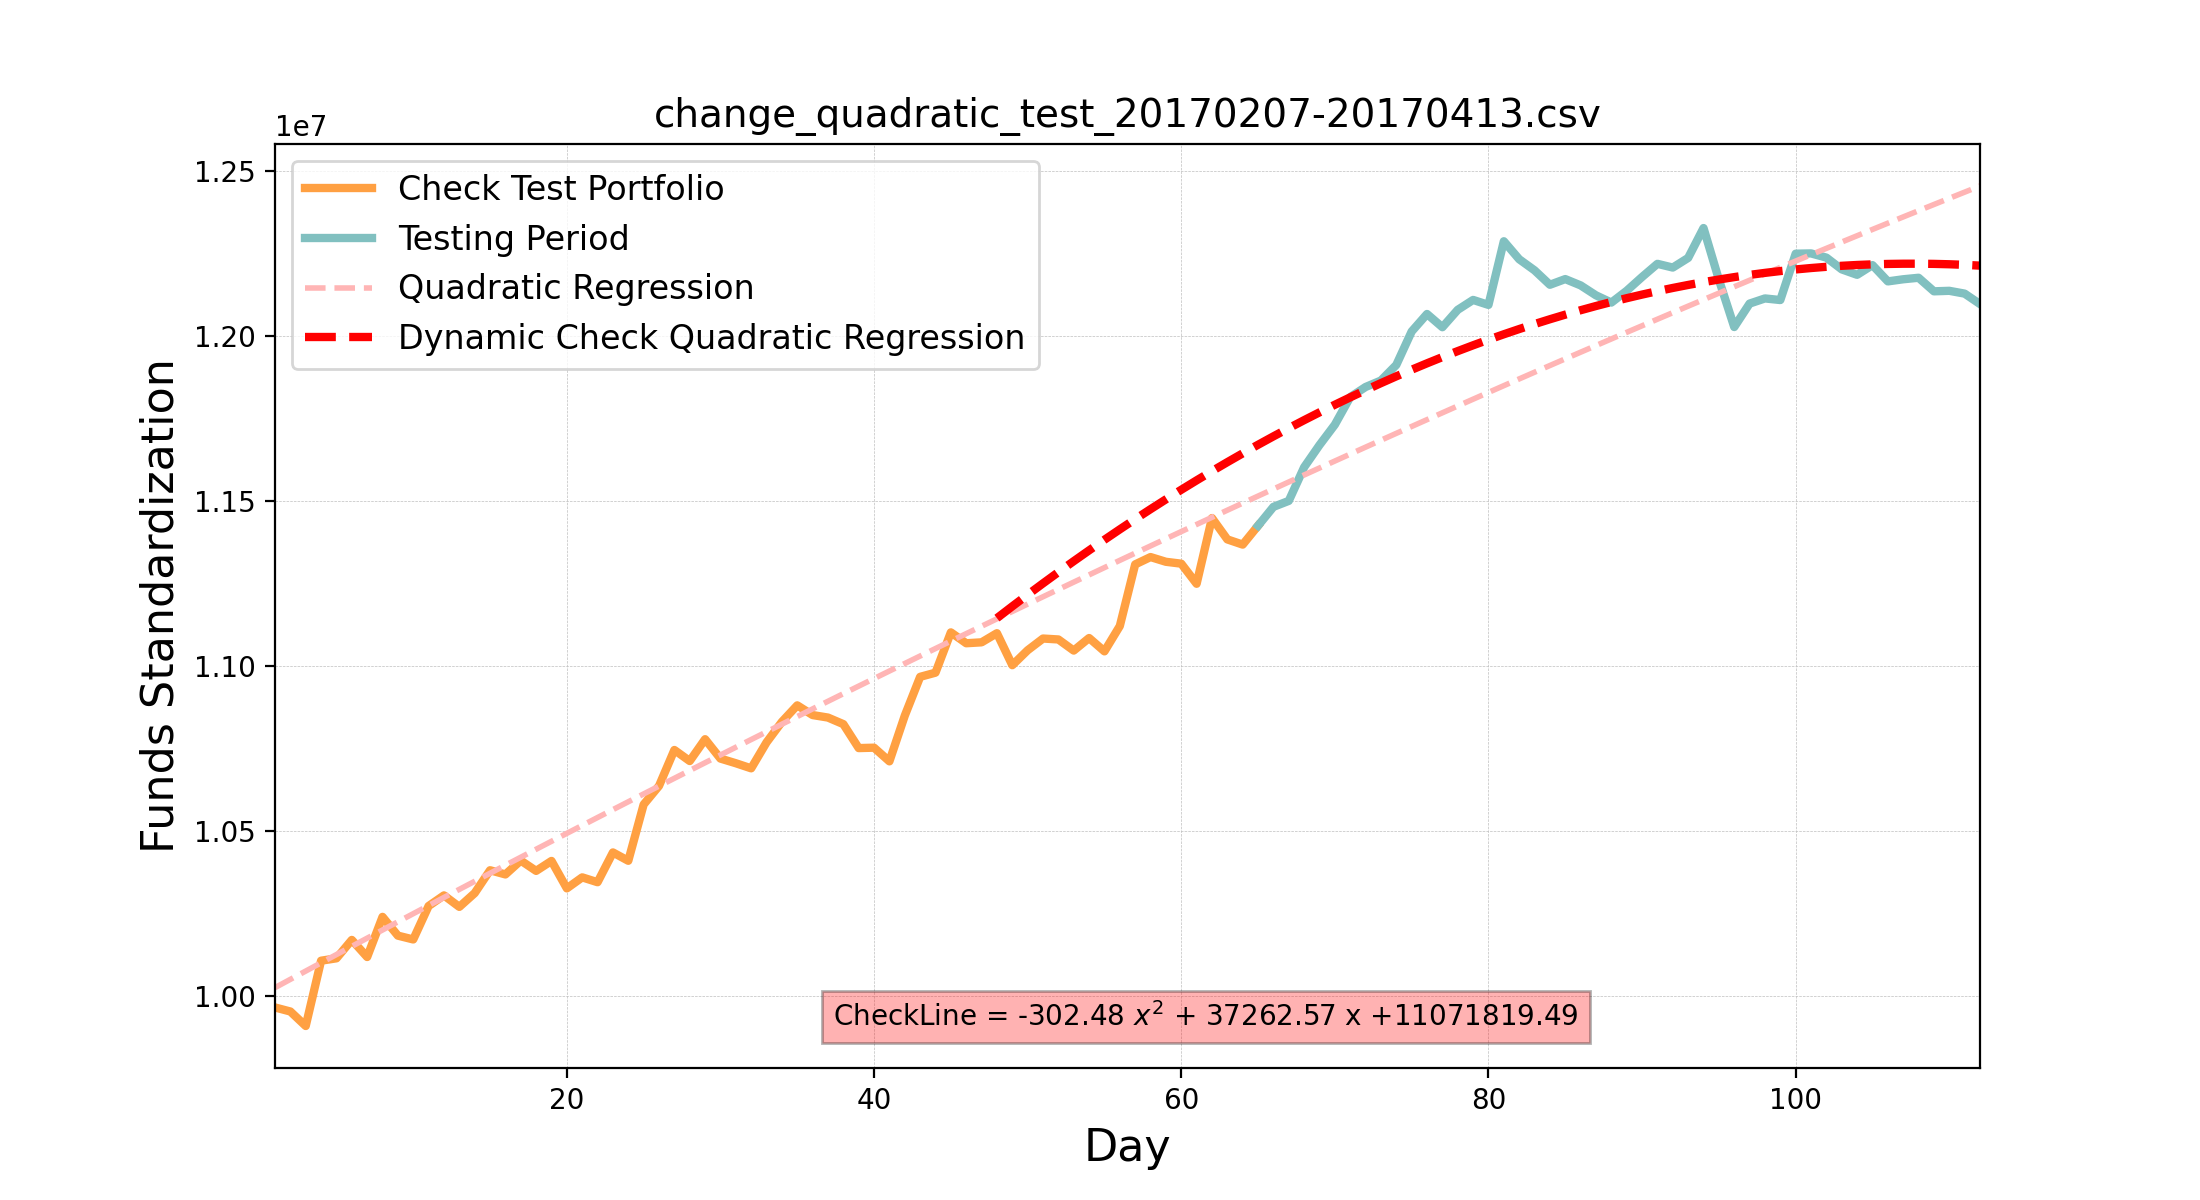 change_quadratic_test_20170207-20170413.csv
1e7
1.25
1.20
1.15
1.10
1.05
1.00
Funds Standardization
Check Test Portfolio
Testing Period
Quadratic Regression
Dynamic Check Quadratic Regression
CheckLine = -302.48 x² + 37262.57 x +11071819.49
20 40 60 80 100
Day